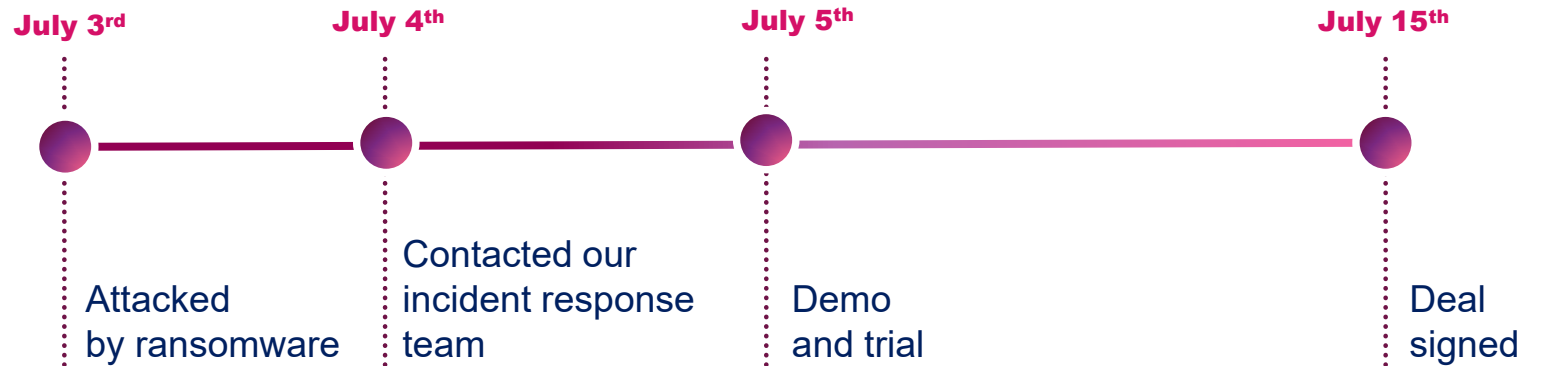 July 3rd
July 4th
July 5th
July 15th
Attacked
by ransomware
Contacted our
incident response
team
Demo
and trial
Deal
signed